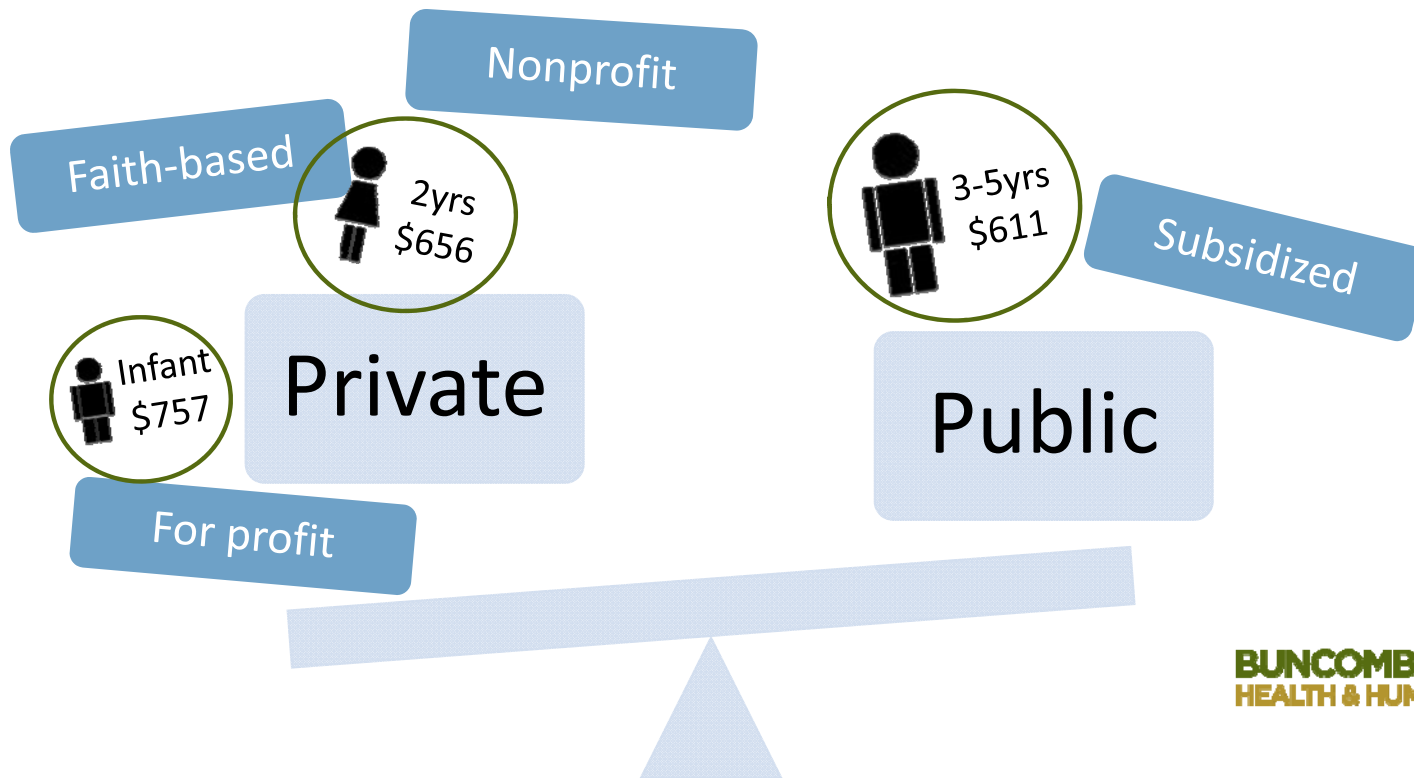 Nonprofit
Faith-based
2yrs
$656
3-5yrs
$611
Subsidized
Infant
$757
Private
Public
For profit
BUNCOMB
HEALTH & HUM